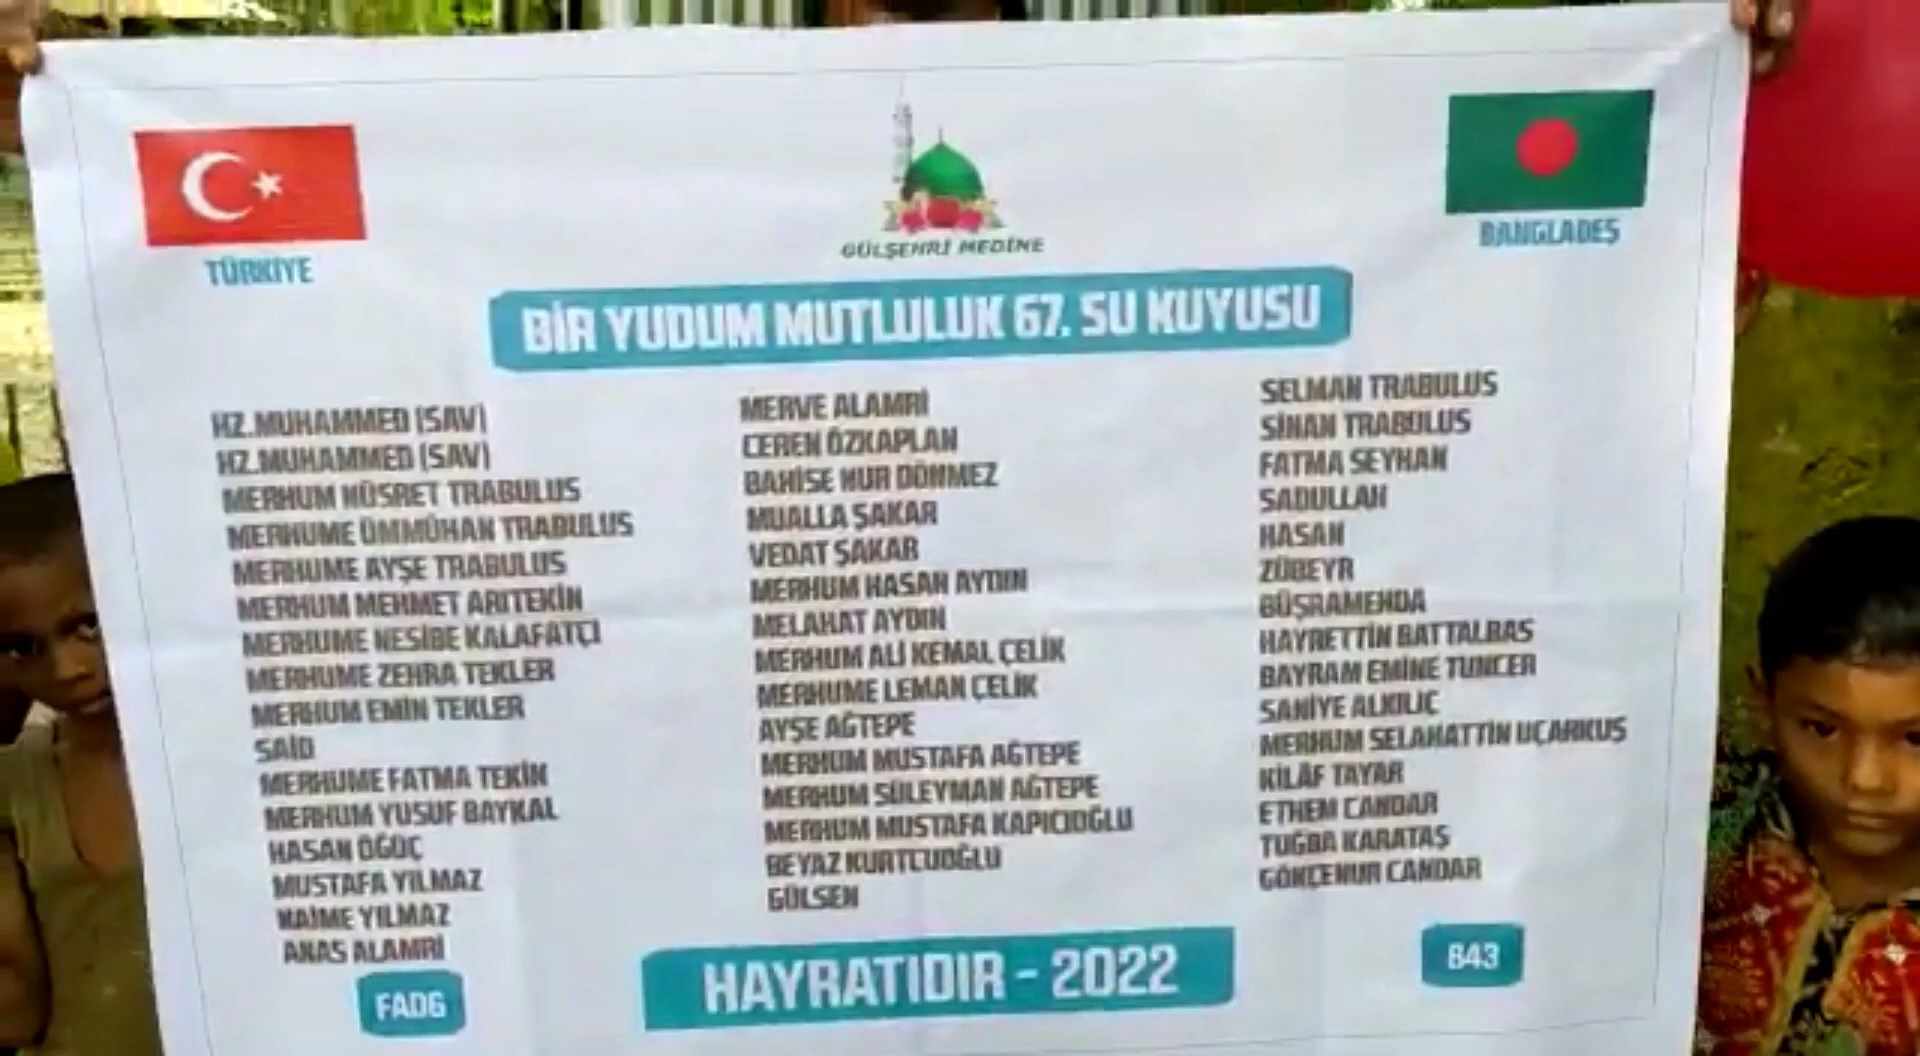 TÜRKİYE
GÜLŞEHRİ MEDİNE
BANGLADEŞ
BİR YUDUM MUTLULUK 67. SU KUYUSU
HZ.MUHAMMED (SAV)
HZ.MUHAMMED (SAV)
MERHUM NÜSRET TRABULUS
MERHUME ÜMMÜHAN TRABULUS
MERHUME AYŞE TRABULUS
MERHUM MEHMET ARITEKİN
MERHUME NESİBE KALAFATÇI
MERHUME ZEHRA TEKLER
MERHUM EMİN TEKLER
SAİD
MERHUME FATMA TEKİN
MERHUM YUSUF BAYKAL
HASAN ÖĞÜÇ
MUSTAFA YILMAZ
NAİME YILMAZ
ANAS ALAMRİ
MERVE ALAMRİ
CEREN ÖZKAPLAN
BAHİSE NUR DÖNMEZ
MUALLA ŞAKAR
VEDAT ŞAKAR
MERHUM HASAN AYDIN
MELAHAT AYDIN
MERHUM ALİ KEMAL ÇELİK
MERHUME LEMAN ÇELİK
AYŞE AĞTEPE
MERHUM MUSTAFA AĞTEPE
MERHUM SÜLEYMAN AĞTEPE
MERHUM MUSTAFA KAPICIOĞLU
BEYAZ KURTCUOĞLU
GÜLSEN
SELMAN TRABULUS
SİNAN TRABULUS
FATMA SEYHAN
SADULLAH
HASAN
ZÜBEYR
BÜŞRAMENDA
HAYRETTİN BATTALBAS
BAYRAM EMİNE TUNCER
SANİYE ALKILIÇ
MERHUM SELAHATTİN UÇARKUŞ
KİLAF TAYAR
ETHEM CANDAR
TUĞBA KARATAŞ
GÖKÇENUR CANDAR
FAD6
HAYRATIDIR - 2022
843